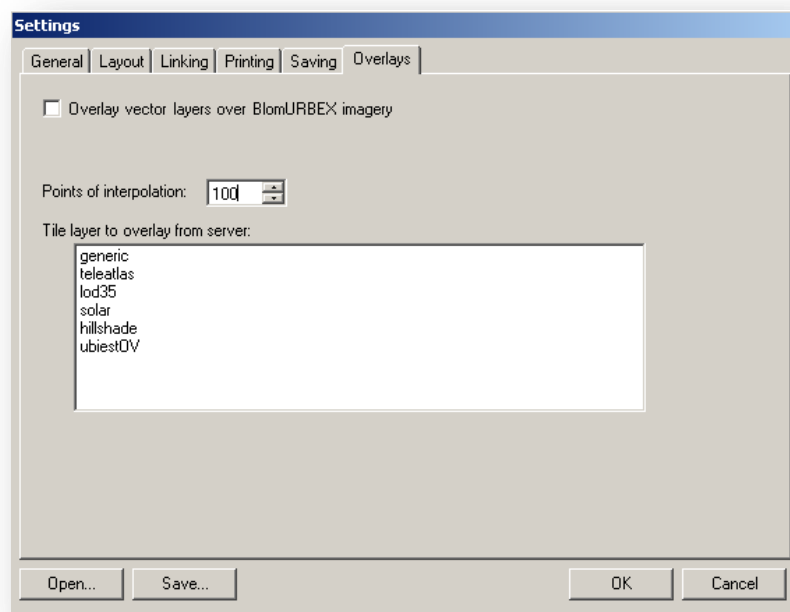 Settings
General Layout Linking Printing Saving Overlays
Overlay vector layers over BlomURBEX imagery
Points of interpolation: 100
Tile layer to overlay from server:
generic
teleatlas
lod35
solar
hillshade
ubiestOV
Open... Save... OK Cancel